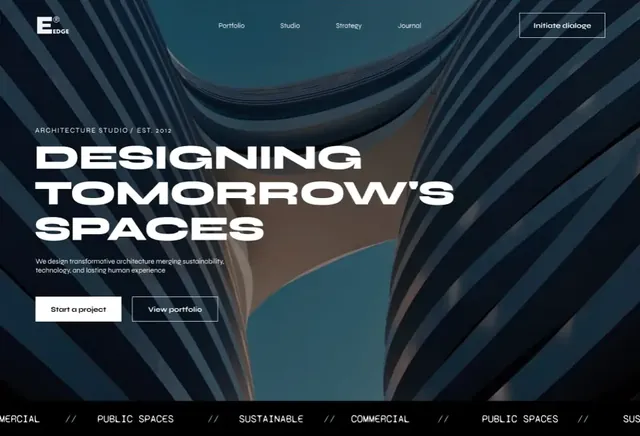 E®
EDGE
Portfolio
Studio
Strategy
Journal
Initiate dialoge
ARCHITECTURE STUDIO / EST. 2012
DESIGNING
TOMORROW'S
SPACES
We design transformative architecture merging sustainability,
technology, and lasting human experience
Start a project
View portfolio
MERCIAL // PUBLIC SPACES // SUSTAINABLE // COMMERCIAL // PUBLIC SPACES // SUS